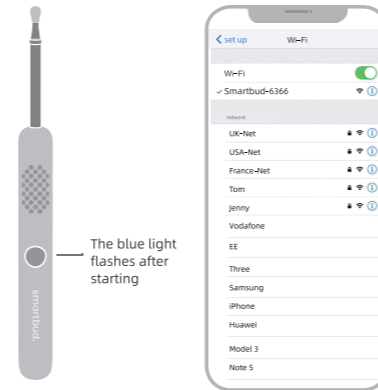 smartbud.
The blue light
flashes after
starting
set up
Wi-Fi
Wi-Fi
Smartbud-6366
network
UK-Net
USA-Net
France-Net
Tom
Jenny
Vodafone
EE
Three
Samsung
iPhone
Huawei
Model 3
Note 5